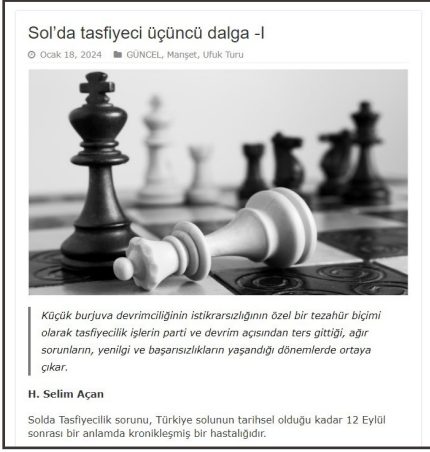 Sol’da tasfiyeci üçüncü dalga -I
Ocak 18, 2024 GÜNCEL, Manşet, Ufuk Turu
Küçük burjuva devrimciliğinin istikrarsızlığının özel bir tezahür biçimi
olarak tasfiyecilik işlerin parti ve devrim açısından ters gittiği, ağır
sorunların, yenilgi ve başarısızlıkların yaşandığı dönemlerde ortaya
çıkar.
H. Selim Açan
Solda Tasfiyecilik sorunu, Türkiye solunun tarihsel olduğu kadar 12 Eylül
sonrası bir anlamda kronikleşmiş bir hastalığıdır.